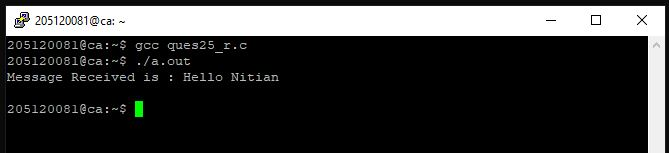 205120081@ca: ~
205120081@ca:~$ gcc ques25_r.c
205120081@ca:~$ ./a.out
Message Received is : Hello Nitian
205120081@ca:~$